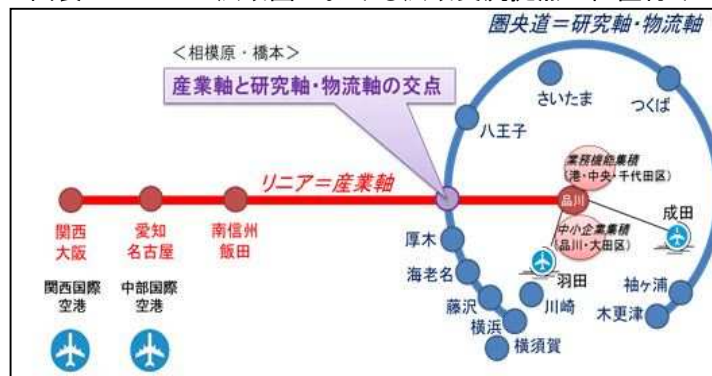 圏央道＝研究軸・物流軸
＜相模原・橋本＞
産業軸と研究軸・物流軸の交点
さいたま
つくば
八王子
業務機能集積
（港・中央・千代田区）
リニア＝産業軸
品川
関西
大阪
愛知
名古屋
南信州
飯田
中小企業集積
（品川・大田区）
成田
厚木
羽田
関西国際
空港
中部国際
空港
海老名
藤沢
川崎
袖ヶ浦
横浜
木更津
横須賀